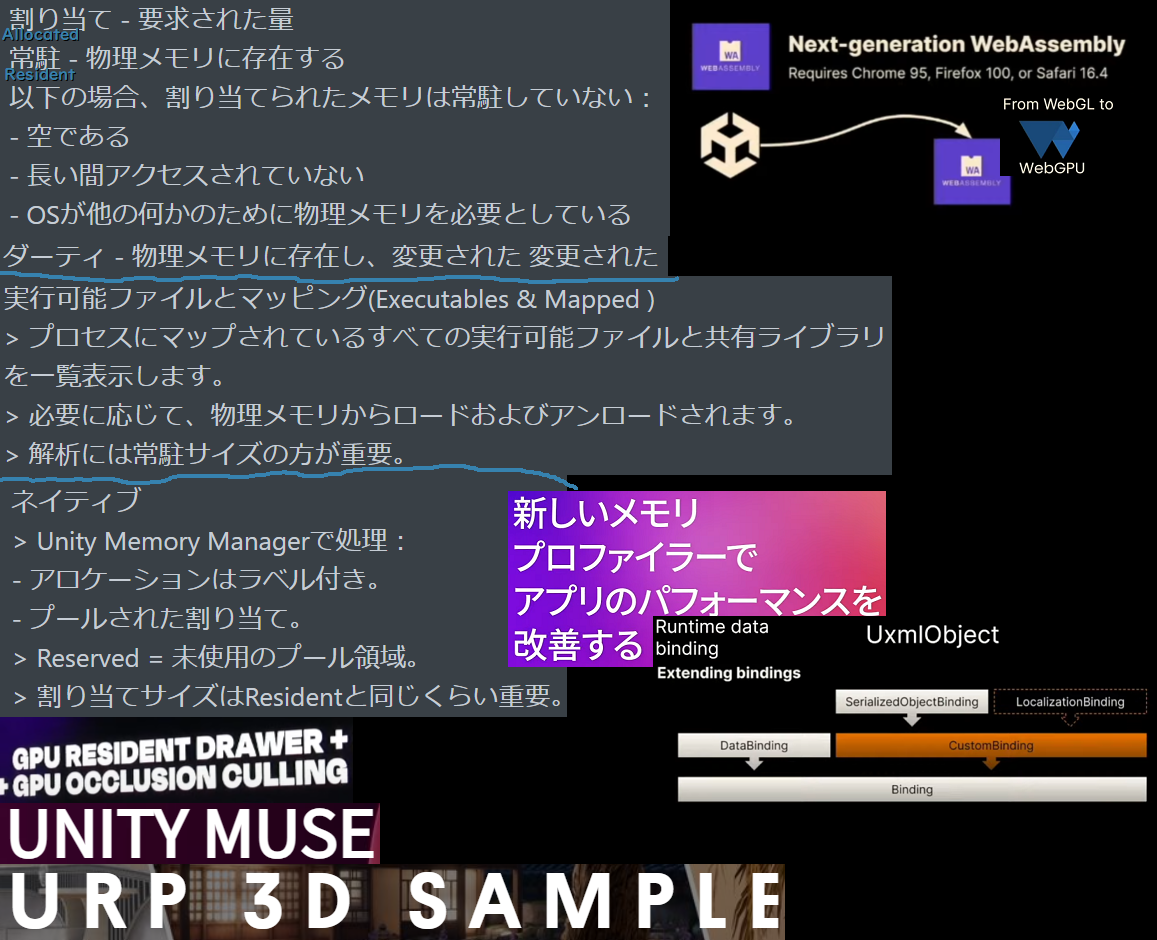 割り当て - 要求された量
Allocated
常駐 - 物理メモリに存在する
Resident
以下の場合、割り当てられたメモリは常駐していない：
- 空である
- 長い間アクセスされていない
- OSが他の何かのために物理メモリを必要としている
ダーティ - 物理メモリに存在し、変更された 変更された
実行可能ファイルとマッピング(Executables & Mapped )
> プロセスにマップされているすべての実行可能ファイルと共有ライブラリ
を一覧表示します。
> 必要に応じて、物理メモリからロードおよびアンロードされます。
> 解析には常駐サイズの方が重要。
ネイティブ
> Unity Memory Managerで処理：
- アロケーションはラベル付き。
- プールされた割り当て。
> Reserved = 未使用のプール領域。
> 割り当てサイズはResidentと同じくらい重要。
WA
WEBASSEMBLY
Next-generation WebAssembly
Requires Chrome 95, Firefox 100, or Safari 16.4
From WebGL to
WebGPU
WA
WEBASSEMBLY
新しいメモリ
プロファイラーで
アプリのパフォーマンスを
改善する
Runtime data
binding
UxmlObject
Extending bindings
SerializedObjectBinding
LocalizationBinding
DataBinding
CustomBinding
Binding
GPU RESIDENT DRAWER +
+ GPU OCCLUSION CULLING
UNITY MUSE
URP 3D SAMPLE